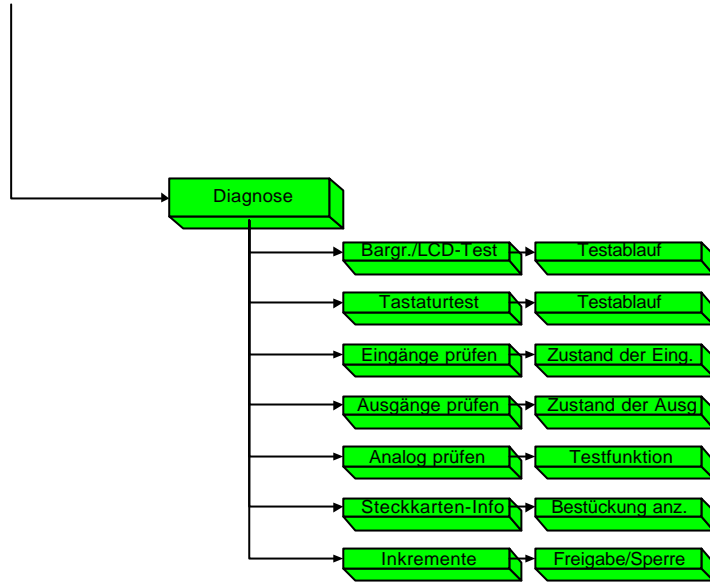 Diagnose
Bargr./LCD-Test
Testablauf
Tastaturtest
Testablauf
Eingänge prüfen
Zustand der Eing.
Ausgänge prüfen
Zustand der Ausg
Analog prüfen
Testfunktion
Steckkarten-Info
Bestückung anz.
Inkremente
Freigabe/Sperre